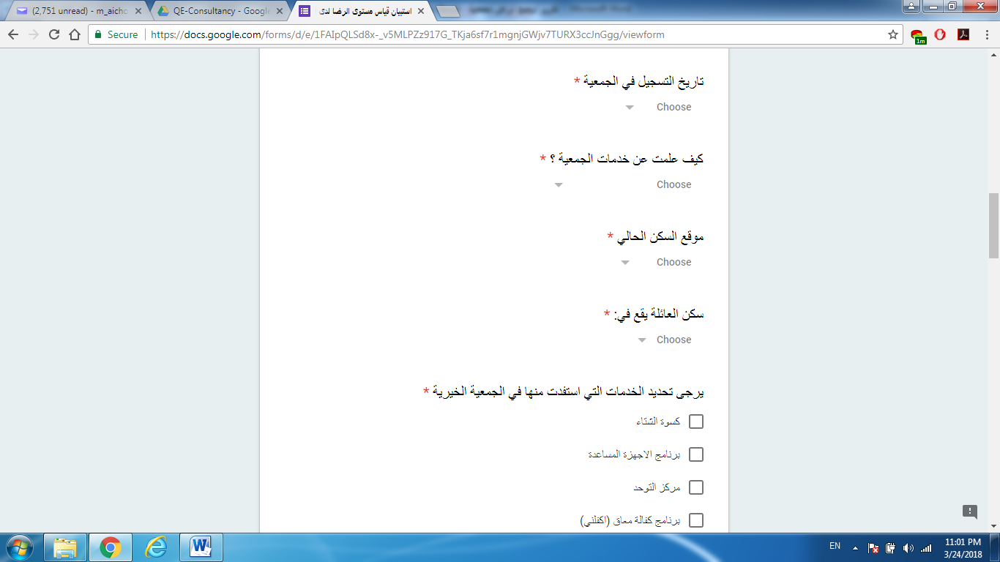 (2,751 unread) - m_aicho
QE-Consultancy - Google
استبيان قياس مستوى الرضا لدى
Secure
https://docs.google.com/forms/d/e/1FAIpQLSd8x-_v5MLPZz917G_TKja6sf7r1mgnjGWjv7TURX3ccJnGgg/viewform
1m
تاريخ التسجيل في الجمعية *
Choose
كيف علمت عن خدمات الجمعية ؟ *
Choose
موقع السكن الحالي *
Choose
سكن العائلة يقع في: *
Choose
يرجى تحديد الخدمات التي استفدت منها في الجمعية الخيرية *
كسوة الشتاء
برنامج الاجهزة المساعدة
مركز التوحد
برنامج كفالة معاق (اكفلني)
EN
11:01 PM
3/24/2018